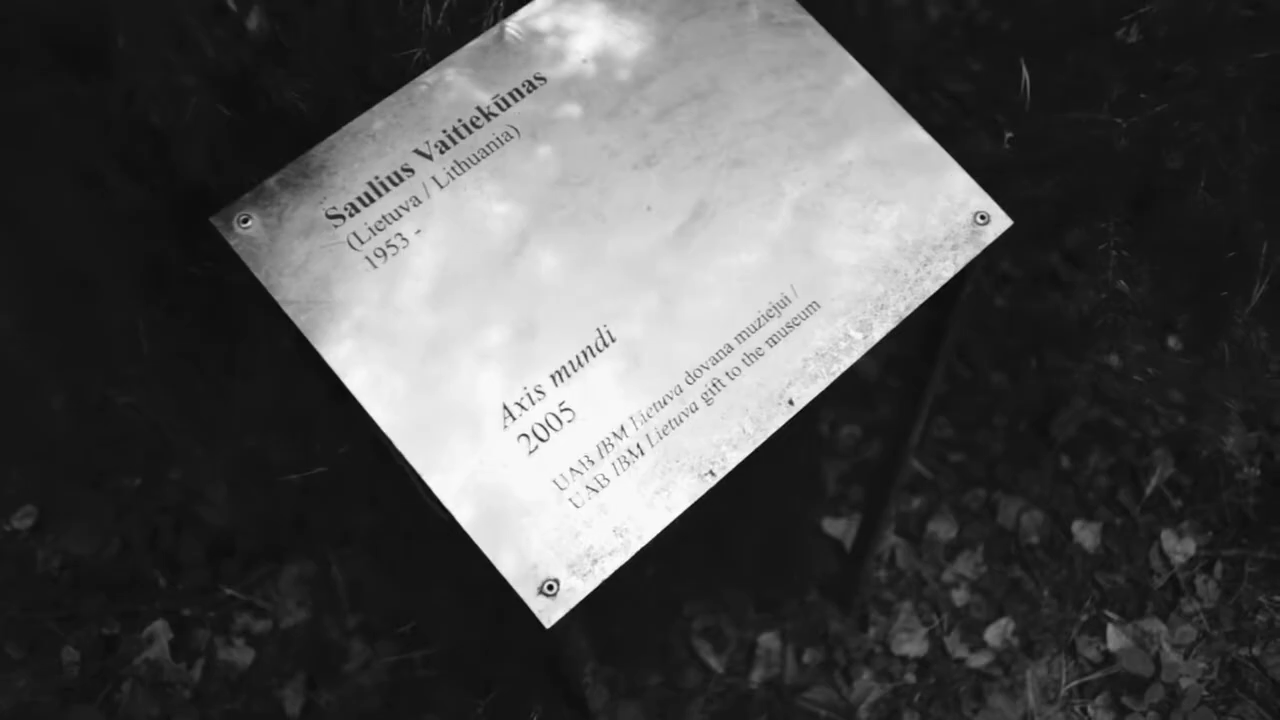 Saulius Vaitiekūnas
(Lietuva / Lithuania)
1953 -
Axis mundi
2005
UAB IBM Lietuva dovana muziejui /
UAB IBM Lietuva gift to the museum